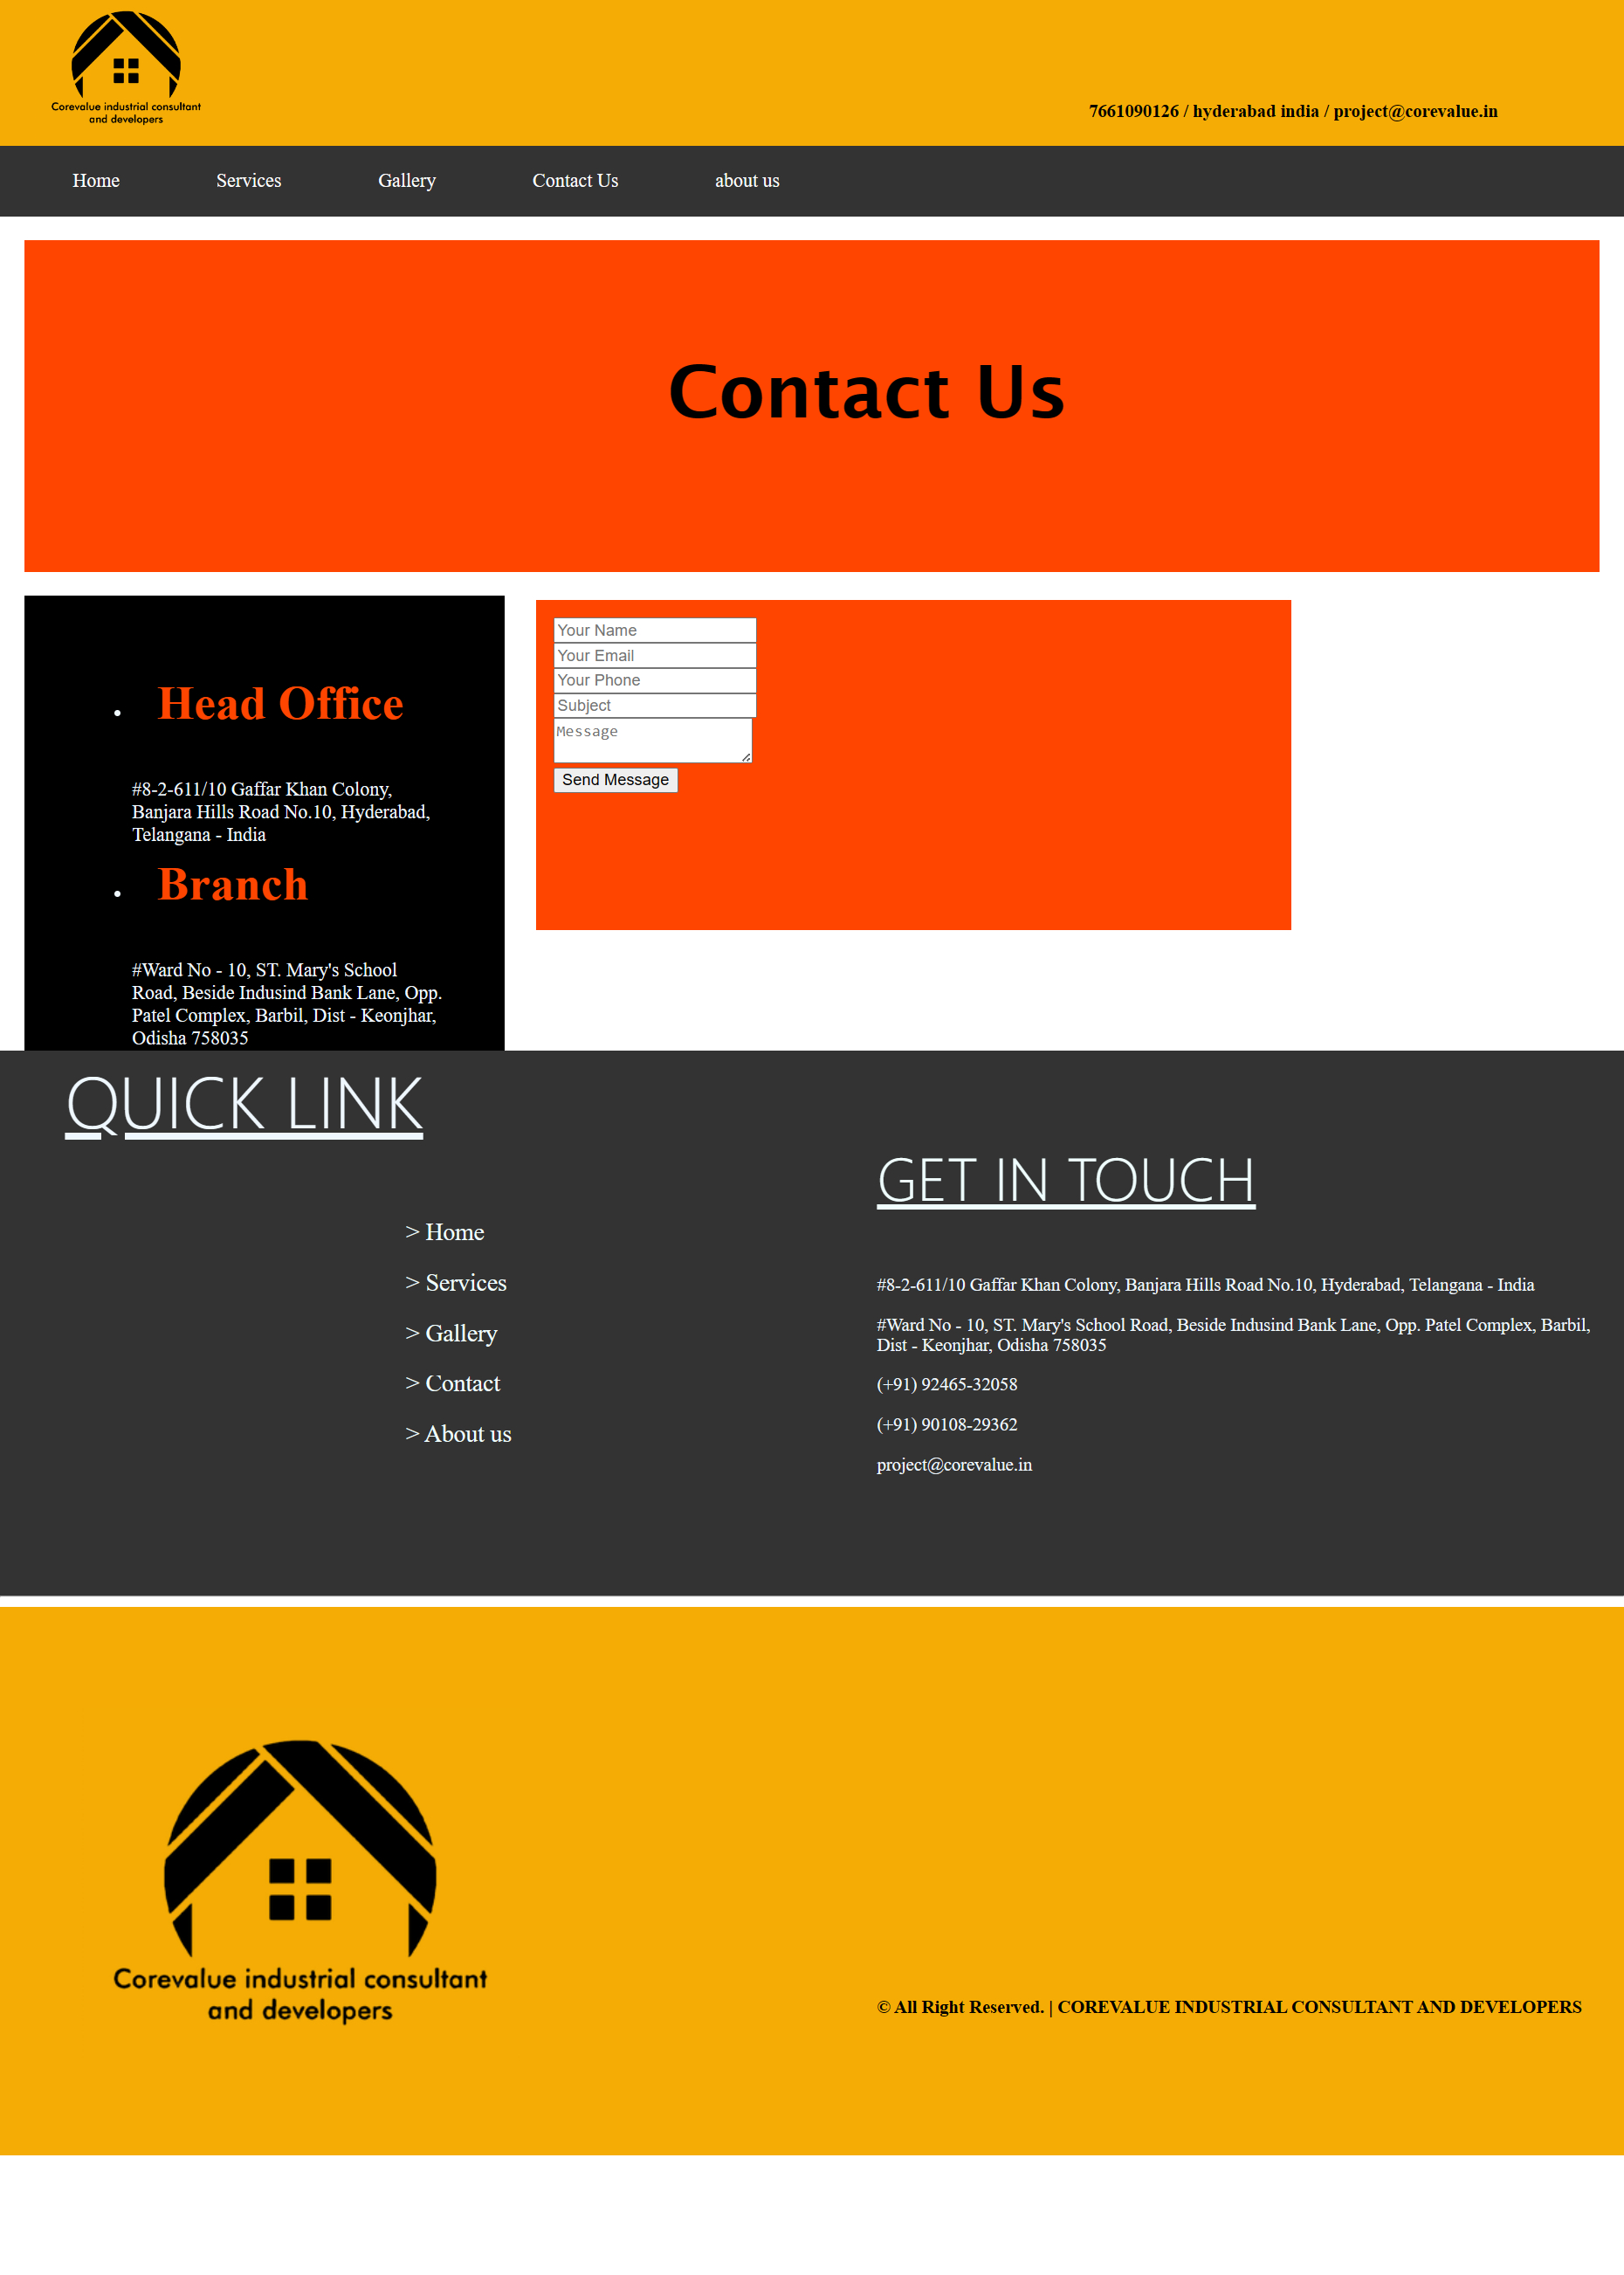 Corevalue industrial consultant
and developers
7661090126 / hyderabad india / project@corevalue.in
Home Services Gallery Contact Us about us
Contact Us
Head Office
#8-2-611/10 Gaffar Khan Colony,
Banjara Hills Road No.10, Hyderabad,
Telangana - India
Branch
#Ward No - 10, ST. Mary's School
Road, Beside Indusind Bank Lane, Opp.
Patel Complex, Barbil, Dist - Keonjhar,
Odisha 758035
Your Name
Your Email
Your Phone
Subject
Message
Send Message
QUICK LINK
> Home
> Services
> Gallery
> Contact
> About us
GET IN TOUCH
#8-2-611/10 Gaffar Khan Colony, Banjara Hills Road No.10, Hyderabad, Telangana - India
#Ward No - 10, ST. Mary's School Road, Beside Indusind Bank Lane, Opp. Patel Complex, Barbil,
Dist - Keonjhar, Odisha 758035
(+91) 92465-32058
(+91) 90108-29362
project@corevalue.in
Corevalue industrial consultant
and developers
© All Right Reserved. | COREVALUE INDUSTRIAL CONSULTANT AND DEVELOPERS